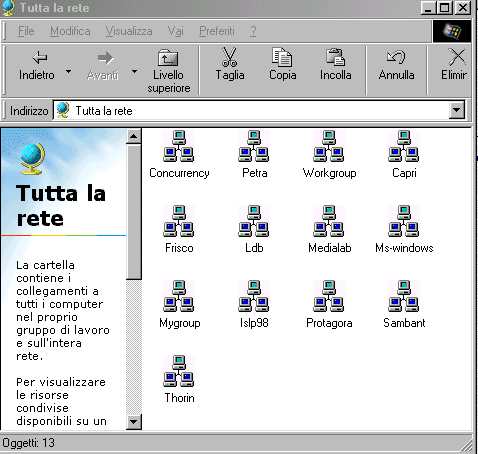 Tutta la rete
File Modifica Visualizza Vai Preferiti ?
Indietro Avanti Livello superiore Taglia Copia Incolla Annulla Elimin
Indirizzo Tutta la rete
Tutta la
rete
La cartella
contiene i
collegamenti a
tutti i computer
nel proprio
gruppo di lavoro
e sull'intera
rete.
Per visualizzare
le risorse
condivise
disponibili su un
Concurrency Petra Workgroup Capri
Frisco Ldb Medialab Ms-windows
Mygroup Islp98 Protagora Sambant
Thorin
Oggetti: 13